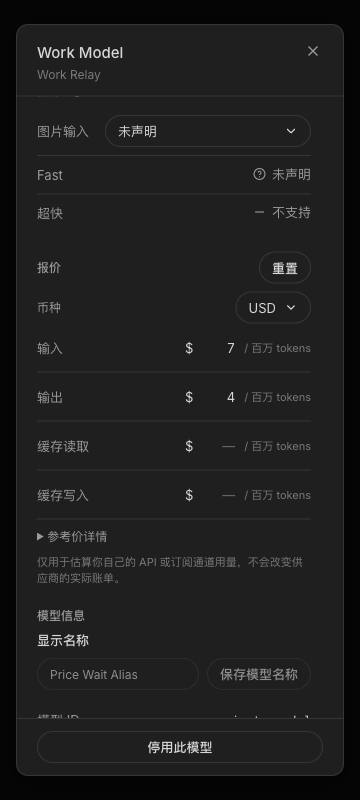 Work Model
Work Relay
图片输入 未声明
Fast 未声明
超快 — 不支持
报价 重置
币种 USD
输入 $ 7 / 百万 tokens
输出 $ 4 / 百万 tokens
缓存读取 $ — / 百万 tokens
缓存写入 $ — / 百万 tokens
参考价详情
仅用于估算你自己的 API 或订阅通道用量，不会改变供
应商的实际账单。
模型信息
显示名称
Price Wait Alias 保存模型名称
模型 ID
停用此模型